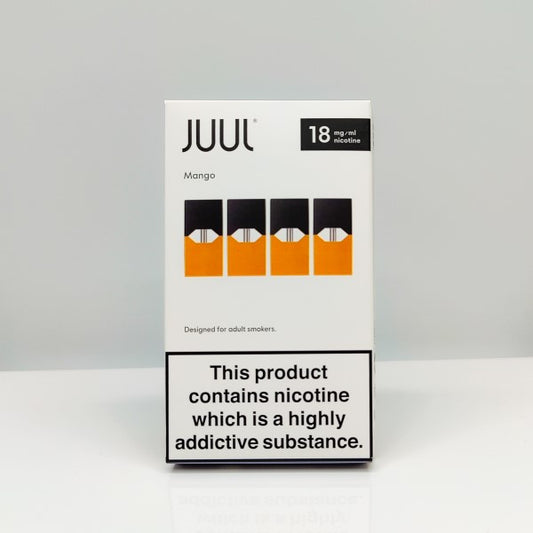 JUUL®
18 mg/ml
nicotine
Mango
Designed for adult smokers.
This product
contains nicotine
which is a highly
addictive substance.